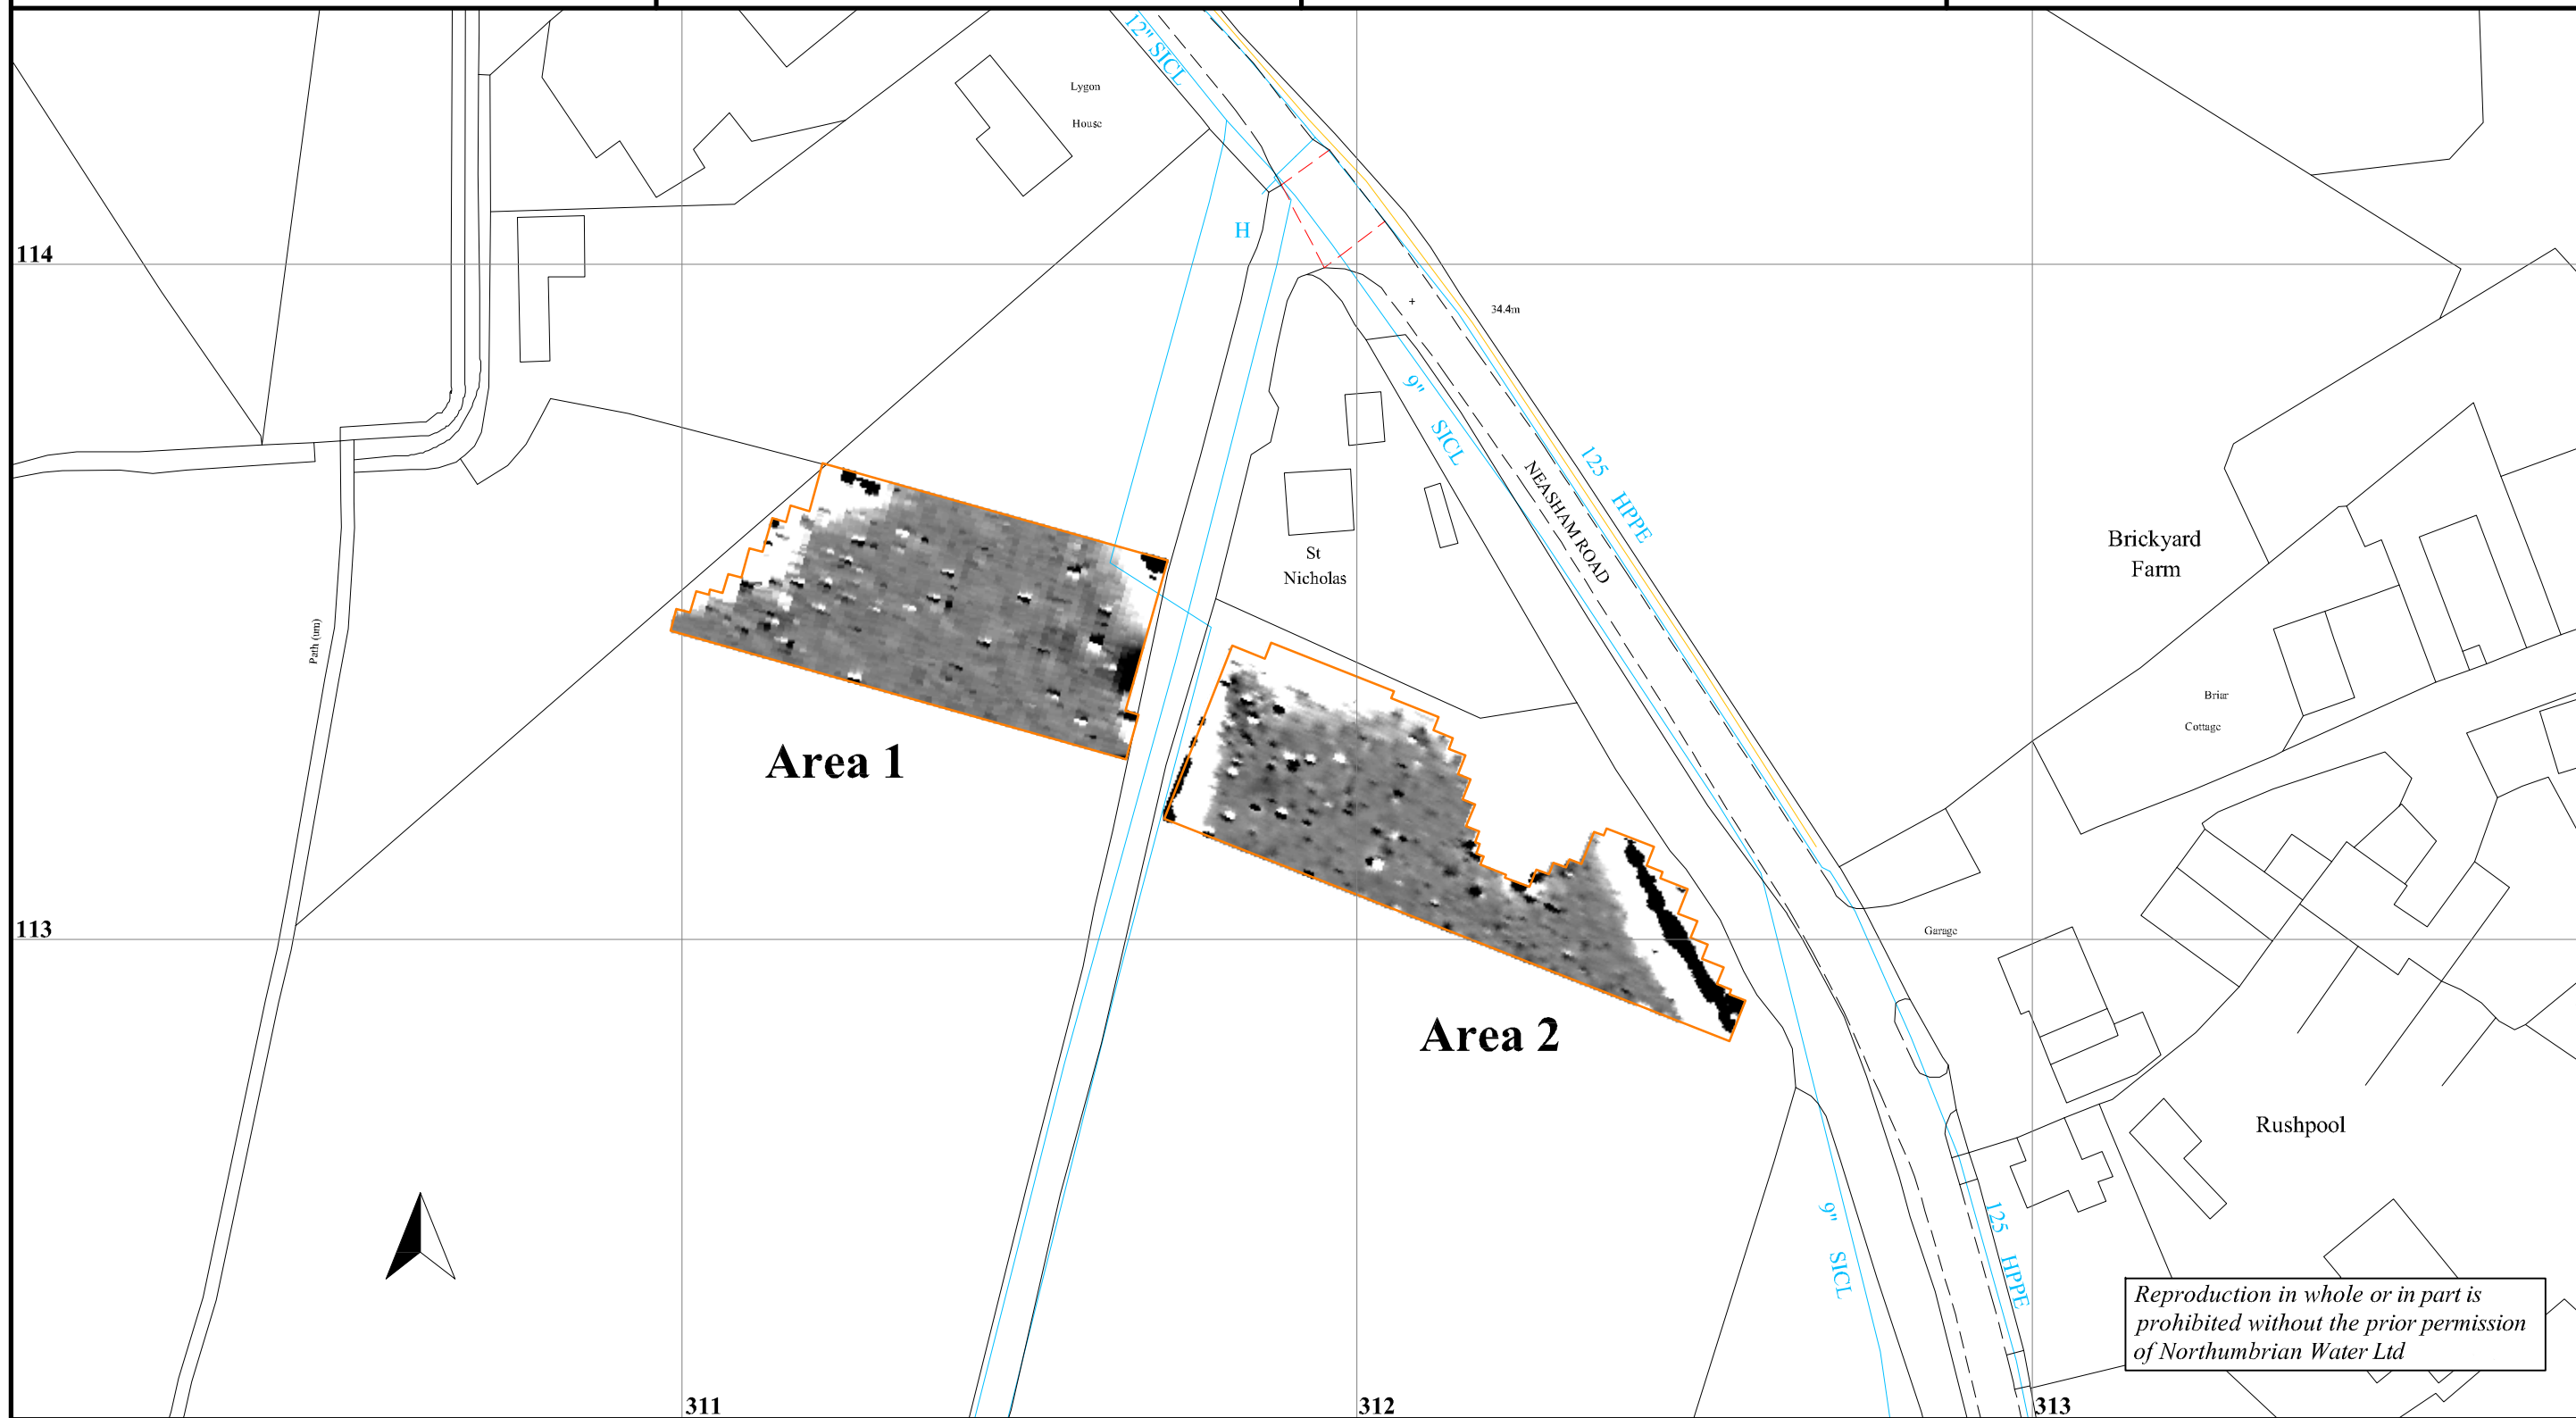 12" SICL
Lygon
House
H
114
34.4m
9" SICL
125 HPPE
NEASHAM ROAD
St
Nicholas
Brickyard
Farm
Path (um)
Briar
Cottage
Area 1
113
Garage
Area 2
Rushpool
9" SICL
125 HPPE
Reproduction in whole or in part is
prohibited without the prior permission
of Northumbrian Water Ltd
311
312
313